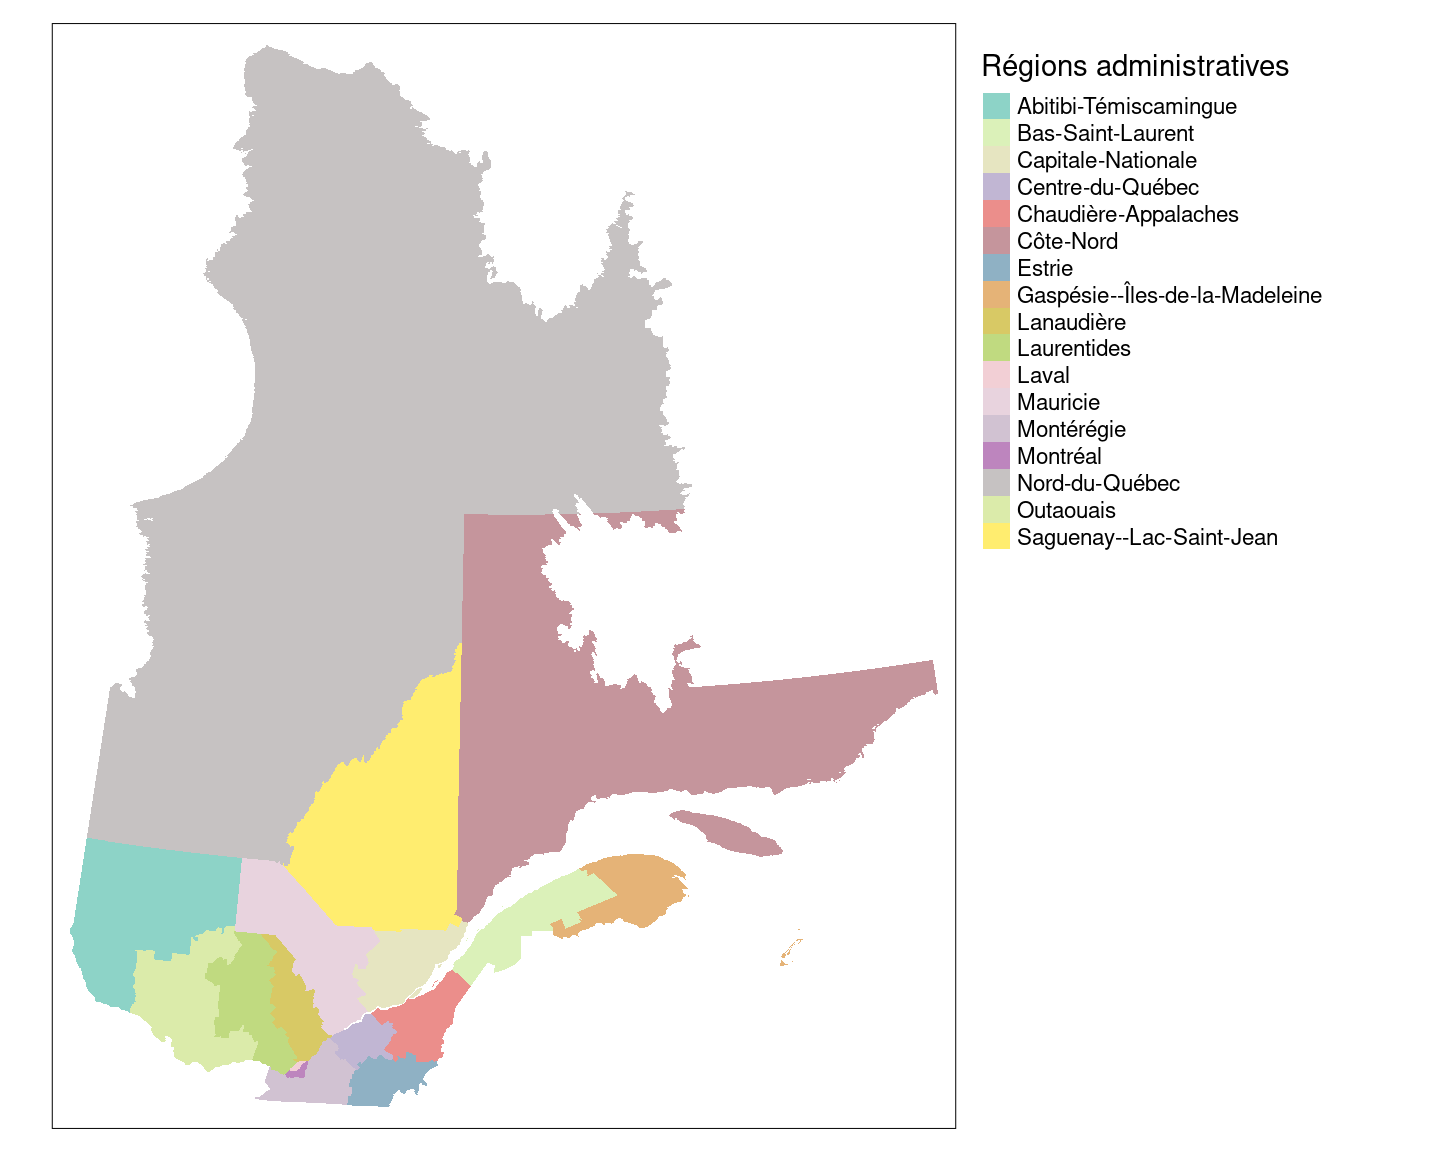 Régions administratives
Abitibi-Témiscamingue
Bas-Saint-Laurent
Capitale-Nationale
Centre-du-Québec
Chaudière-Appalaches
Côte-Nord
Estrie
Gaspésie--Îles-de-la-Madeleine
Lanaudière
Laurentides
Laval
Mauricie
Montérégie
Montréal
Nord-du-Québec
Outaouais
Saguenay--Lac-Saint-Jean